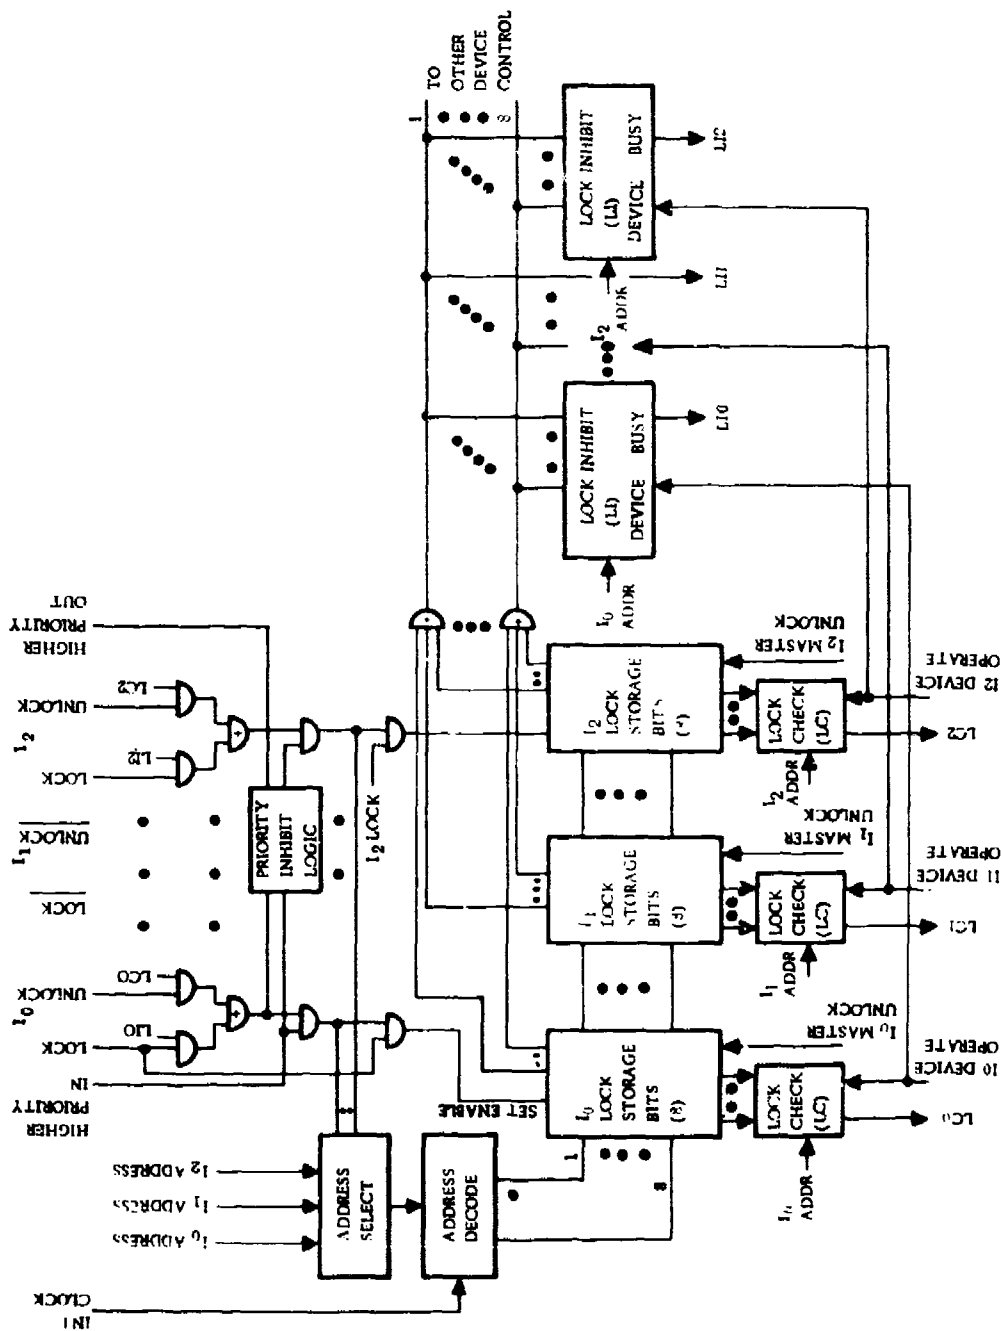 HIGHER
PRIORITY
IN
LOCK
UNLOCK
I0
LI0
LC0
LOCK
UNLOCK
I1
LOCK
UNLOCK
I2
LI2
LC2
HIGHER
PRIORITY
OUT
PRIORITY
INHIBIT
LOGIC
I2 LOCK
CLOCK
I0 ADDRESS
I1 ADDRESS
I2 ADDRESS
ADDRESS
SELECT
ADDRESS
DECODE
SET ENABLE
1
8
I0
LOCK
STORAGE
BITS
(8)
I1
LOCK
STORAGE
BITS
(8)
I2
LOCK
STORAGE
BITS
I0 MASTER
UNLOCK
I1 MASTER
UNLOCK
I2 MASTER
UNLOCK
ADDR
LOCK
CHECK
(LC)
LC0
I0 DEVICE
OPERATE
I1
ADDR
LOCK
CHECK
(LC)
LC1
I1 DEVICE
OPERATE
I2
ADDR
LOCK
CHECK
(LC)
LC2
I2 DEVICE
OPERATE
I0
ADDR
LOCK INHIBIT
(LI)
DEVICE BUSY
LI0
LI1
I2
ADDR
LOCK INHIBIT
(LI)
DEVICE BUSY
LI2
1
8
TO
OTHER
DEVICE
CONTROL